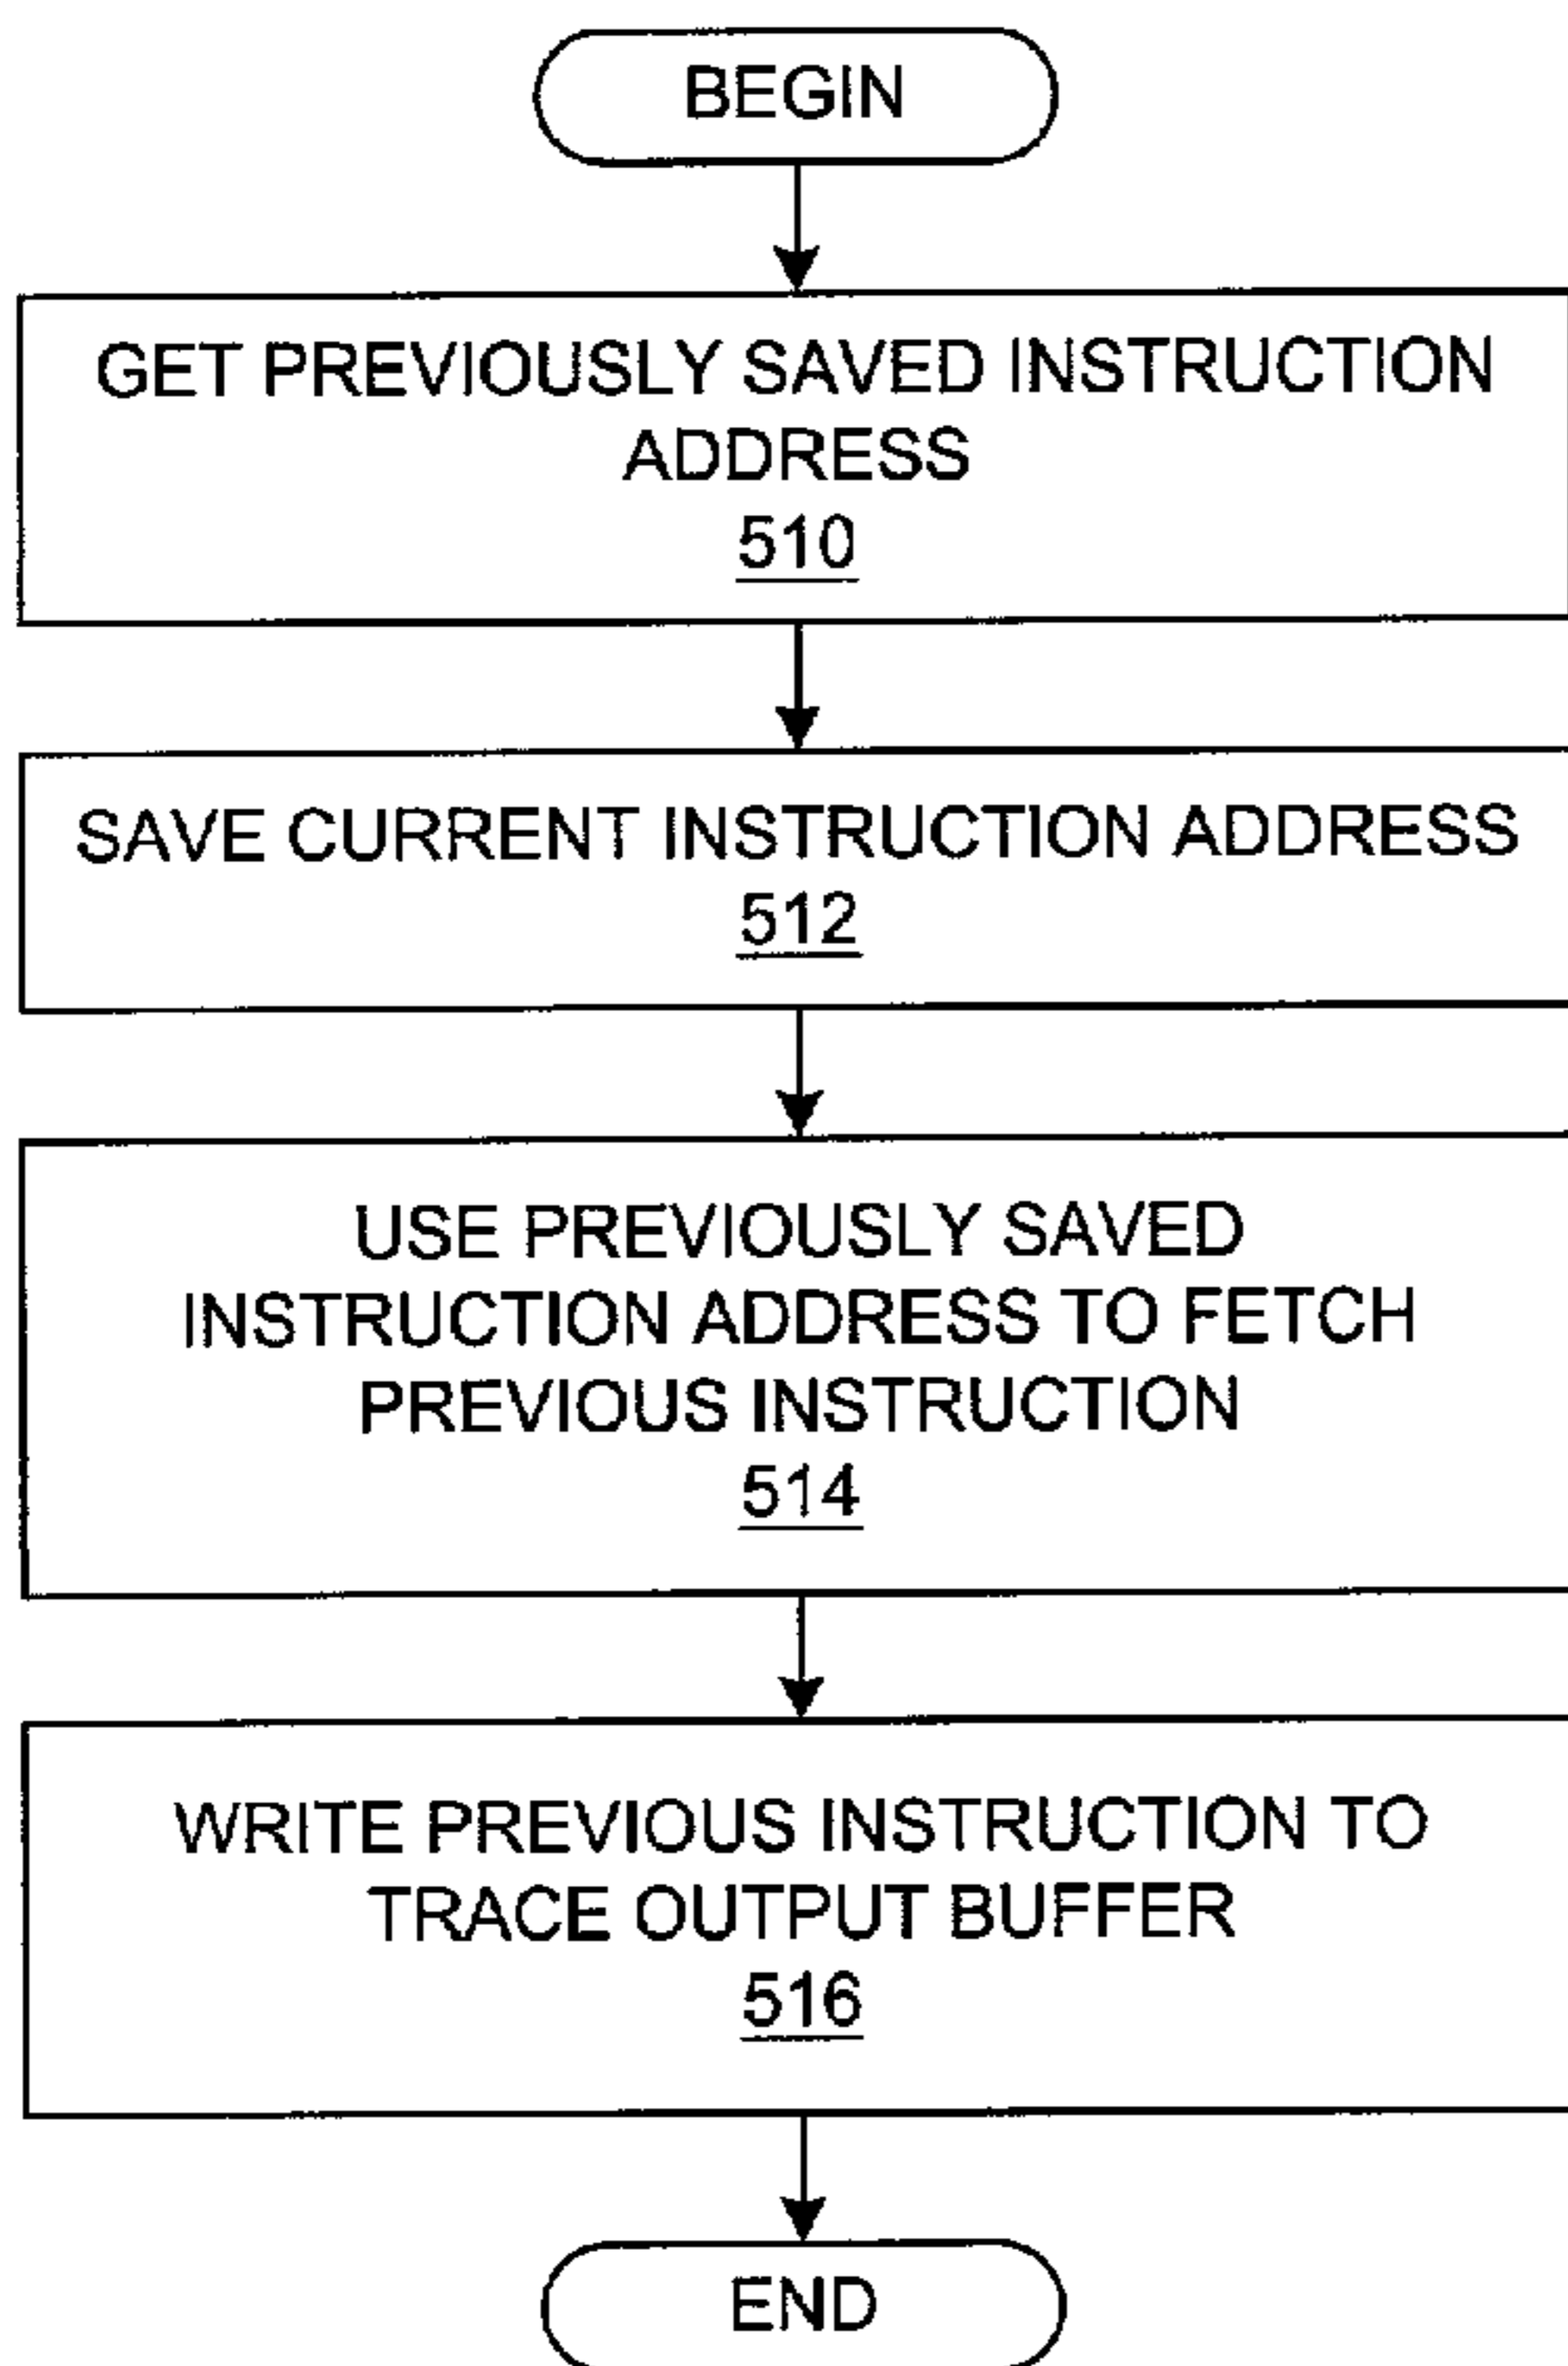 BEGIN
GET PREVIOUSLY SAVED INSTRUCTION
ADDRESS
510
SAVE CURRENT INSTRUCTION ADDRESS
512
USE PREVIOUSLY SAVED
INSTRUCTION ADDRESS TO FETCH
PREVIOUS INSTRUCTION
514
WRITE PREVIOUS INSTRUCTION TO
TRACE OUTPUT BUFFER
516
END